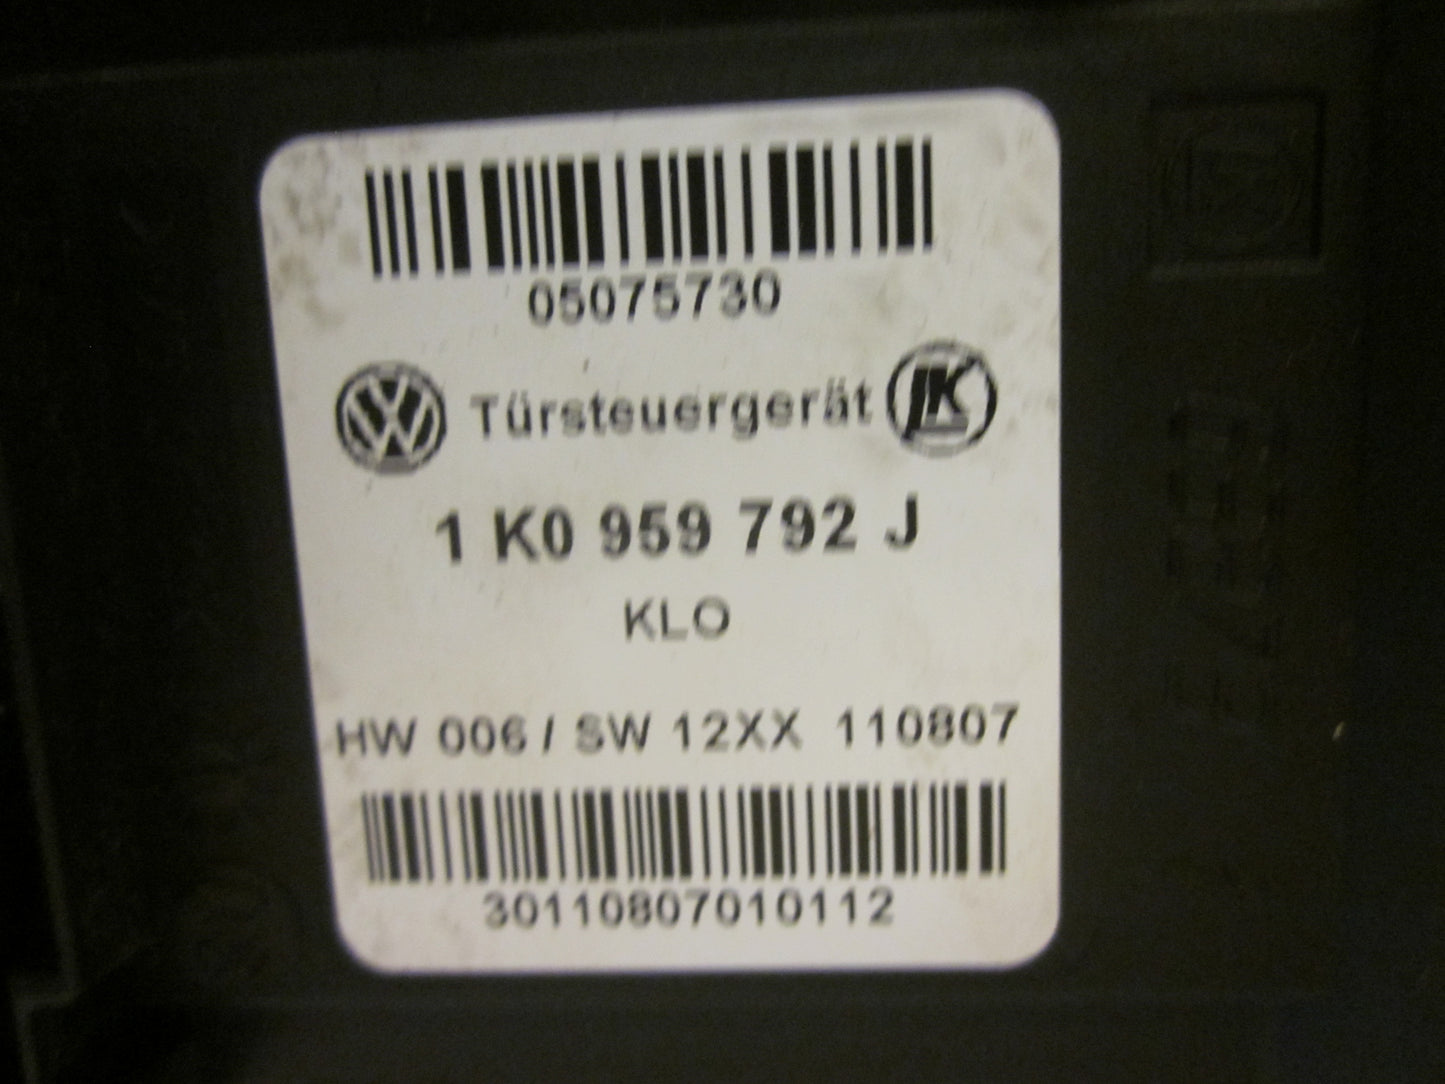 05075730
Türsteuergerät
1 K0 959 792 J
KLO
HW 006 / SW 12XX 110807
30110807010112